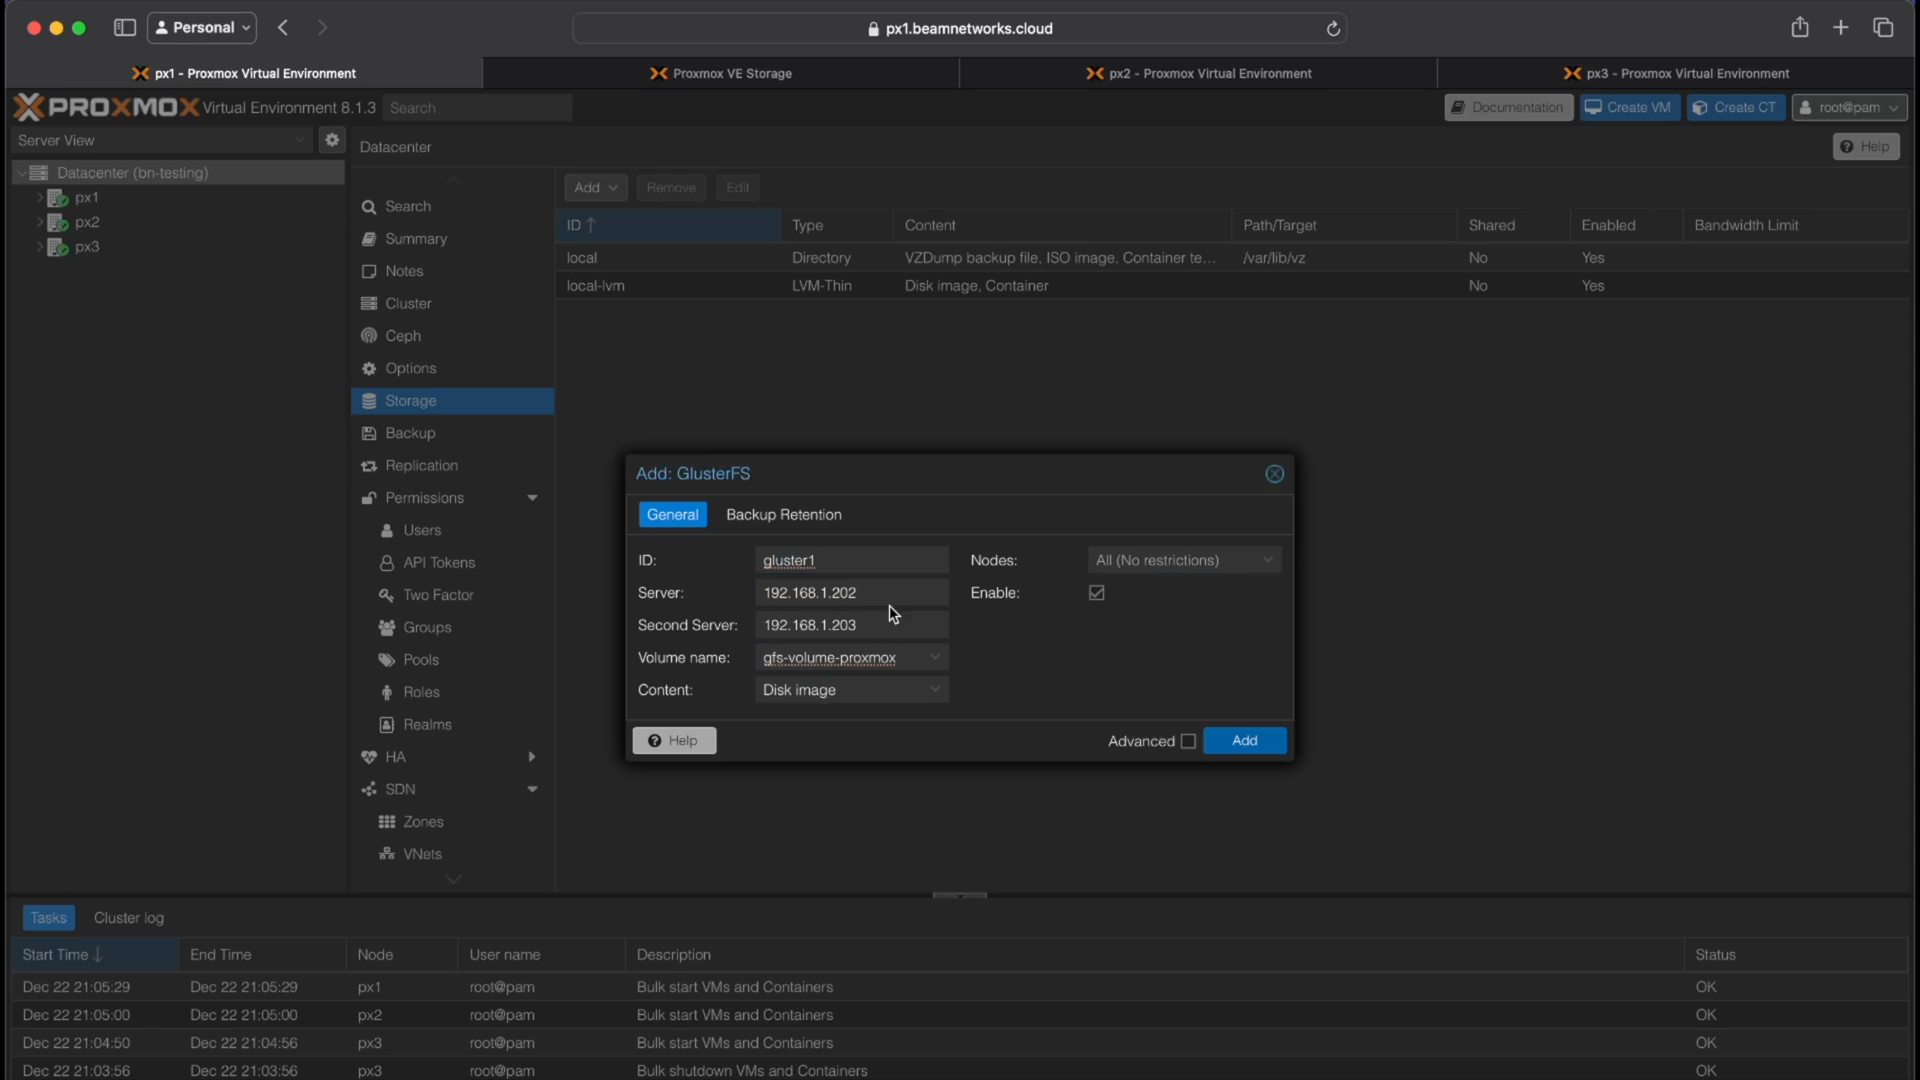 Personal
px1.beamnetworks.cloud
px1 - Proxmox Virtual Environment
Proxmox VE Storage
px2 - Proxmox Virtual Environment
px3 - Proxmox Virtual Environment
PROXMOX Virtual Environment 8.1.3 Search
Documentation
Create VM
Create CT
root@pam
Server View
Datacenter
Help
Datacenter (bn-testing)
px1
px2
px3
Search
Summary
Notes
Cluster
Ceph
Options
Storage
Backup
Replication
Permissions
Users
API Tokens
Two Factor
Groups
Pools
Roles
Realms
HA
SDN
Zones
VNets
Add Remove Edit
ID Type Content Path/Target Shared Enabled Bandwidth Limit
local Directory VZDump backup file, ISO image, Container te... /var/lib/vz No Yes
local-lvm LVM-Thin Disk image, Container No Yes
Add: GlusterFS
General Backup Retention
ID: gluster1 Nodes: All (No restrictions)
Server: 192.168.1.202 Enable:
Second Server: 192.168.1.203
Volume name: gfs-volume-proxmox
Content: Disk image
Help Advanced Add
Tasks Cluster log
Start Time End Time Node User name Description Status
Dec 22 21:05:29 Dec 22 21:05:29 px1 root@pam Bulk start VMs and Containers OK
Dec 22 21:05:00 Dec 22 21:05:00 px2 root@pam Bulk start VMs and Containers OK
Dec 22 21:04:50 Dec 22 21:04:56 px3 root@pam Bulk start VMs and Containers OK
Dec 22 21:03:56 Dec 22 21:03:56 px3 root@pam Bulk shutdown VMs and Containers OK